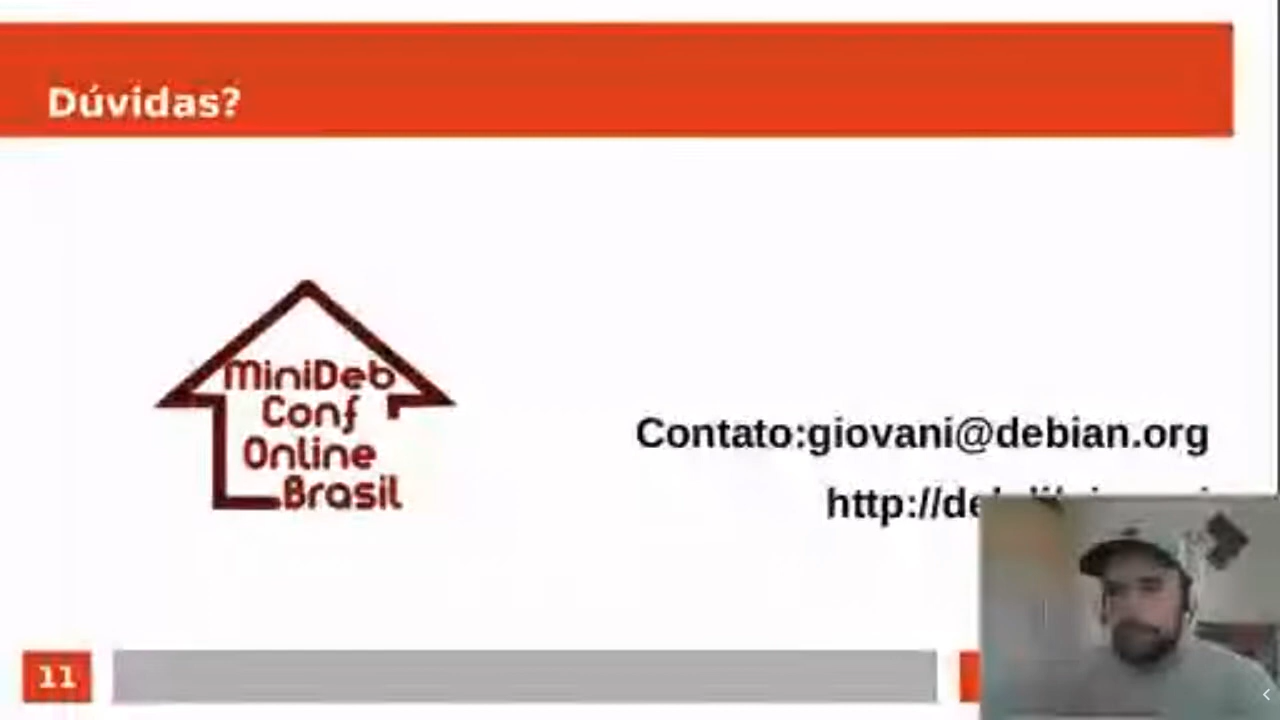 Dúvidas?
MiniDeb
Conf
Online
Brasil
Contato:giovani@debian.org
11